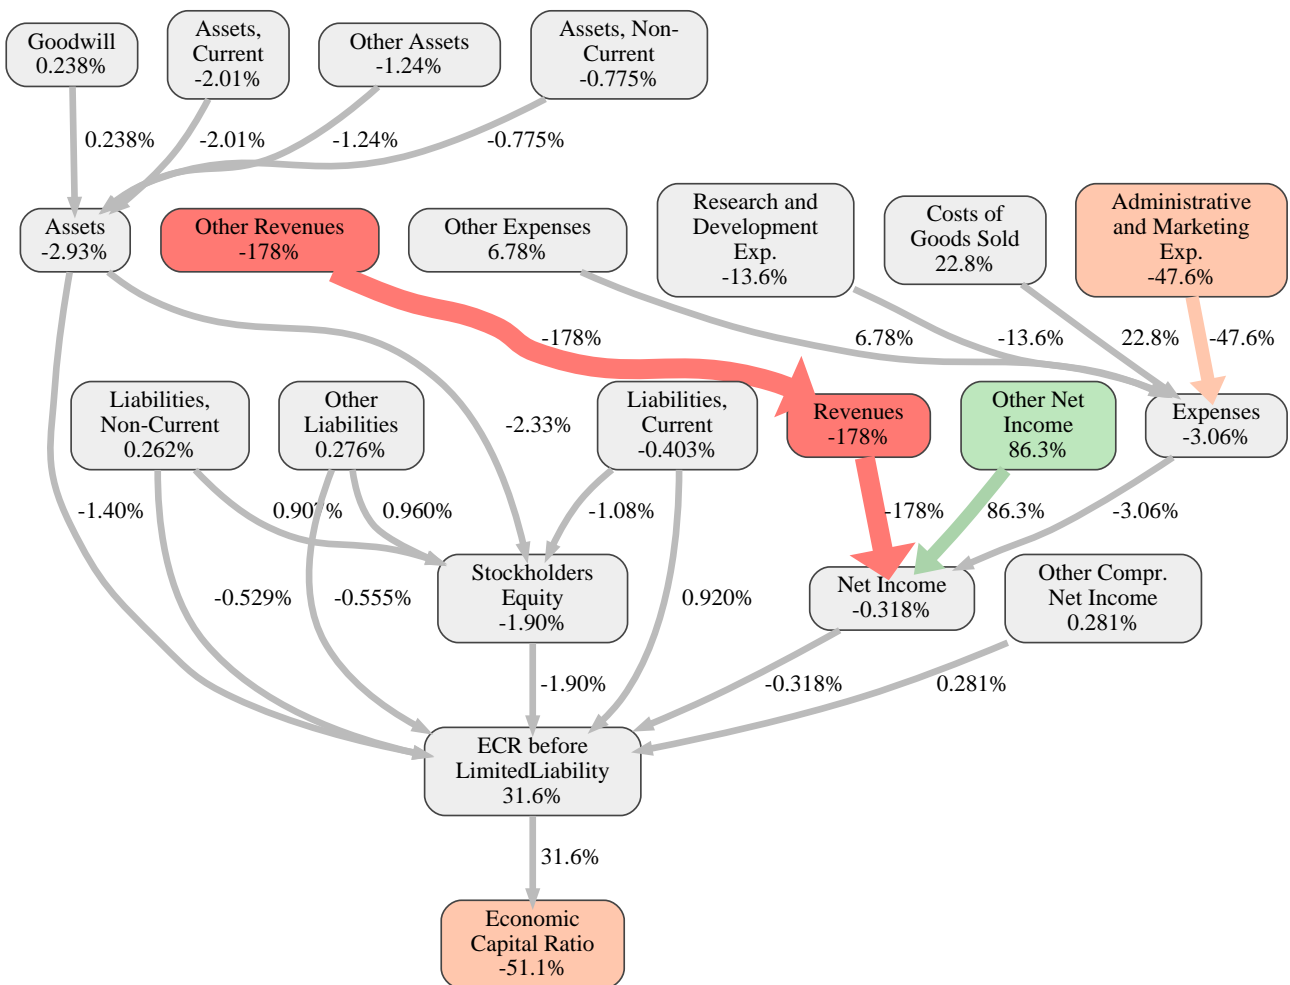 Goodwill
0.238%
Assets,
Current
-2.01%
Other Assets
-1.24%
Assets, Non-
Current
-0.775%
0.238%
-2.01%
-1.24%
-0.775%
Assets
-2.93%
Other Revenues
-178%
Other Expenses
6.78%
Research and
Development
Exp.
-13.6%
Costs of
Goods Sold
22.8%
Administrative
and Marketing
Exp.
-47.6%
-178%
6.78%
-13.6%
22.8%
-47.6%
Liabilities,
Non-Current
0.262%
Other
Liabilities
0.276%
-2.33%
Liabilities,
Current
-0.403%
Revenues
-178%
Other Net
Income
86.3%
Expenses
-3.06%
-1.40%
0.907%
0.960%
-1.08%
-178%
86.3%
-3.06%
-0.529%
-0.555%
Stockholders
Equity
-1.90%
0.920%
Net Income
-0.318%
Other Compr.
Net Income
0.281%
-1.90%
-0.318%
0.281%
ECR before
LimitedLiability
31.6%
31.6%
Economic
Capital Ratio
-51.1%